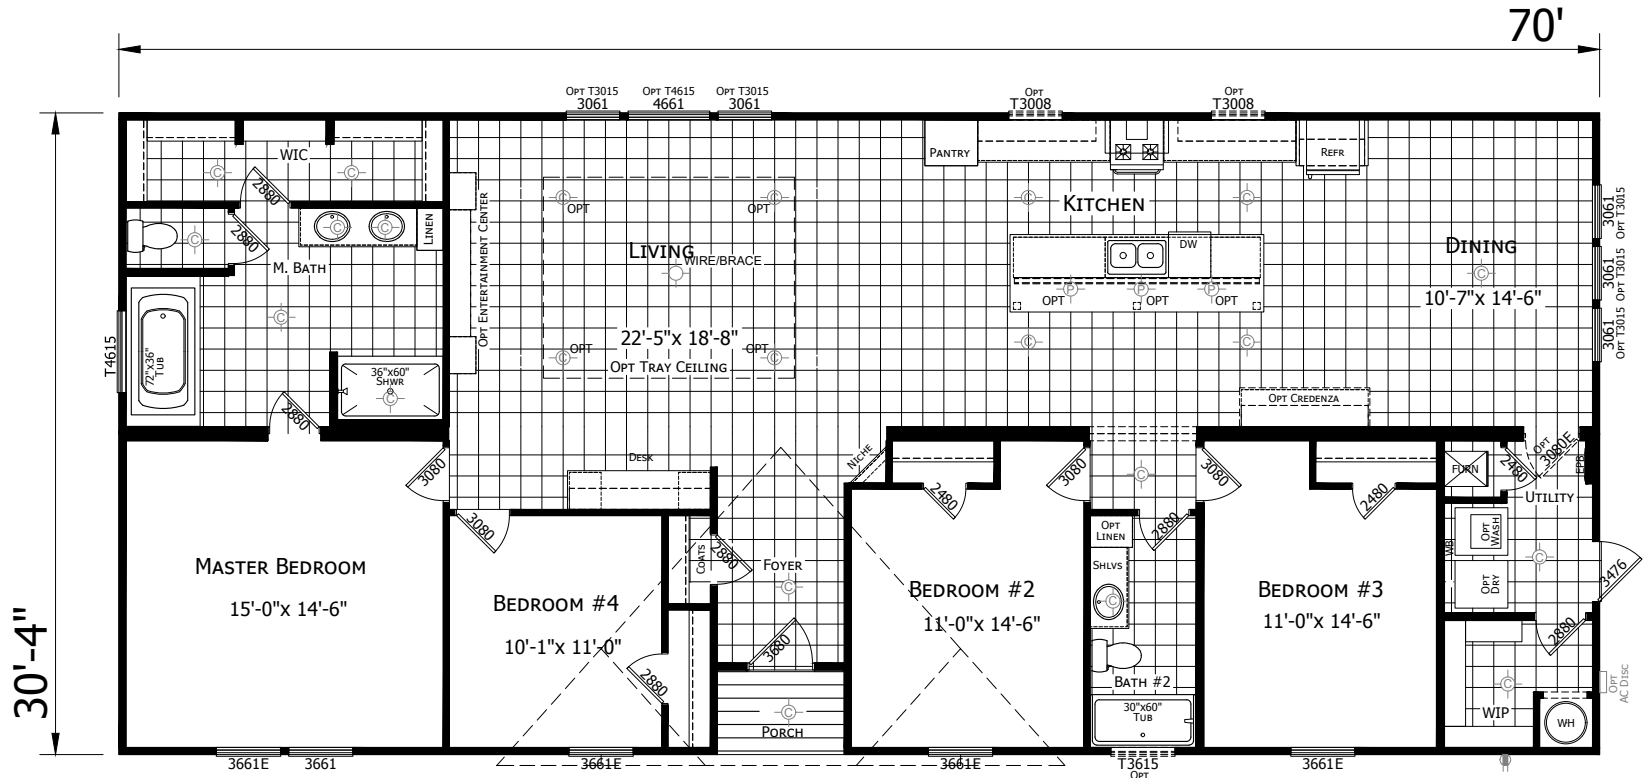 70'
30'-4"
Opt T3015
3061
Opt T4615
4661
Opt T3015
3061
Opt
T3008
Opt
T3008
WIC
C
C
2880
2880
C
C
C
Linen
M. Bath
C
T4615
72"x36"
Tub
36"x60"
Shwr
C
2880
Opt Entertainment Center
C
OPT
C
OPT
Living
WIRE/BRACE
22'-5"x 18'-8"
Opt Tray Ceiling
C
OPT
C
OPT
Pantry
Refr
C
C
Kitchen
DW
P
OPT
P
OPT
P
OPT
C
C
Opt Credenza
Dining
C
10'-7"x 14'-6"
3061
Opt T3015
3061
Opt T3015
3061
Opt T3015
3080
Desk
Niche
Master Bedroom
15'-0"x 14'-6"
3080
Bedroom #4
10'-1"x 11'-0"
2880
Coats
2880
Foyer
C
3680
C
Porch
2480
3080
Bedroom #2
11'-0"x 14'-6"
C
3080
2880
Opt
Linen
Shlvs
C
Bath #2
30"x60"
Tub
2480
Bedroom #3
11'-0"x 14'-6"
Furn
2480
Opt
3080E
EPB
Utility
WB
Opt
Wash
Opt
Dry
C
3476
2880
C
WIP
WH
Opt
AC Disc
3661E
3661
3661E
3661E
T3615
Opt
3661E